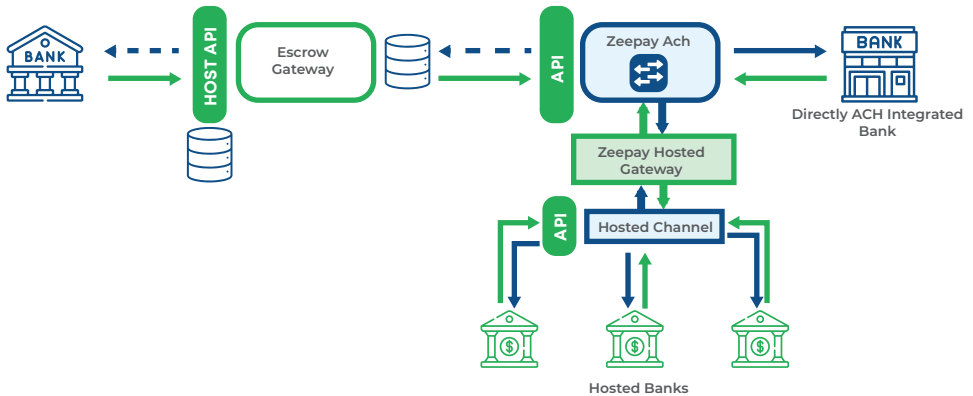 BANK
HOST API
Escrow
Gateway
API
Zeepay Ach
BANK
Directly ACH Integrated
Bank
Zeepay Hosted
Gateway
API
Hosted Channel
$
$
$
Hosted Banks